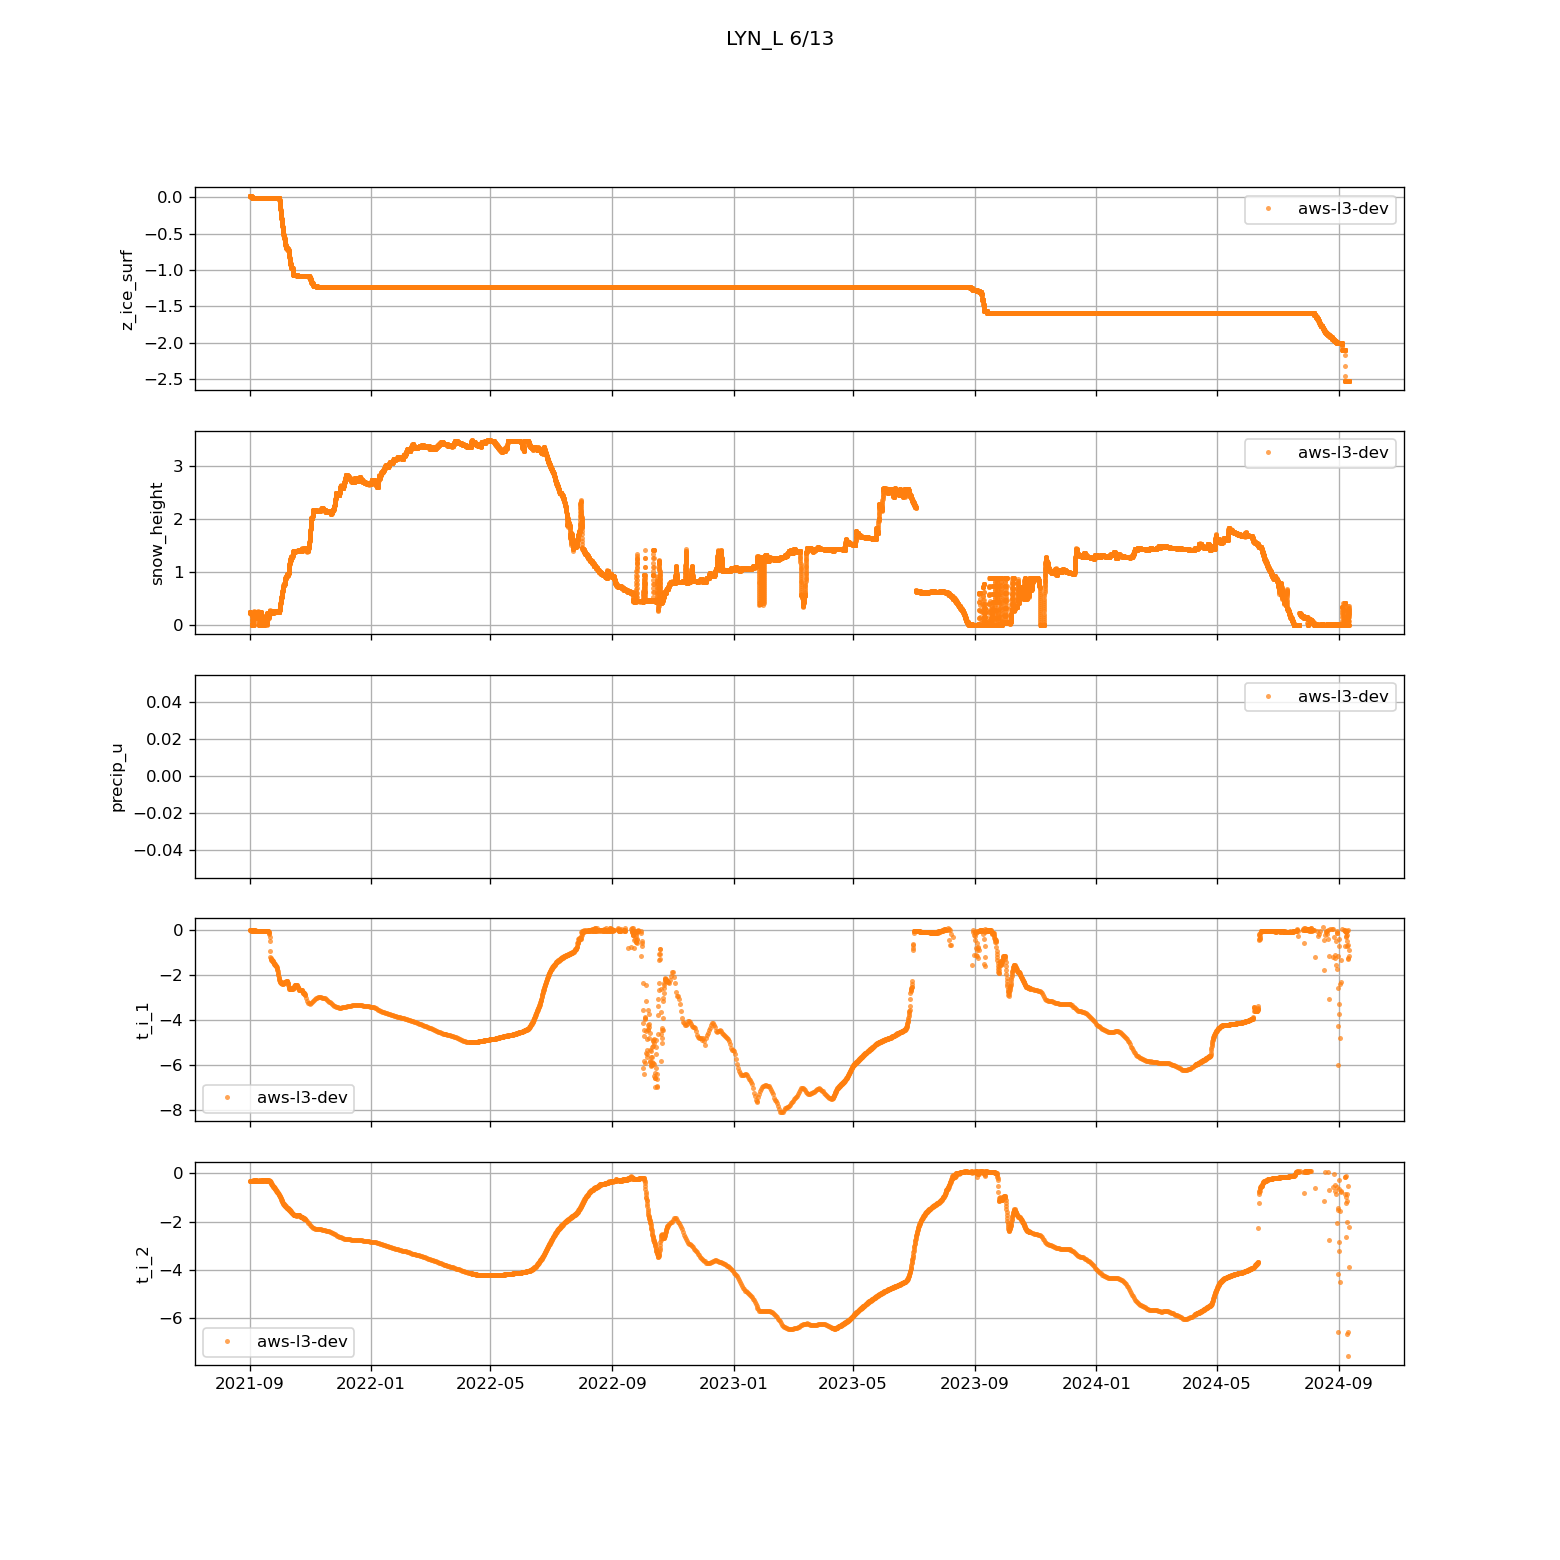 LYN_L 6/13
0.0
−0.5
−1.0
−1.5
−2.0
−2.5
z_ice_surf
aws-l3-dev
3
2
1
0
snow_height
aws-l3-dev
0.04
0.02
0.00
−0.02
−0.04
precip_u
aws-l3-dev
0
−2
−4
−6
−8
t_i_1
aws-l3-dev
0
−2
−4
−6
t_i_2
aws-l3-dev
2021-09 2022-01 2022-05 2022-09 2023-01 2023-05 2023-09 2024-01 2024-05 2024-09